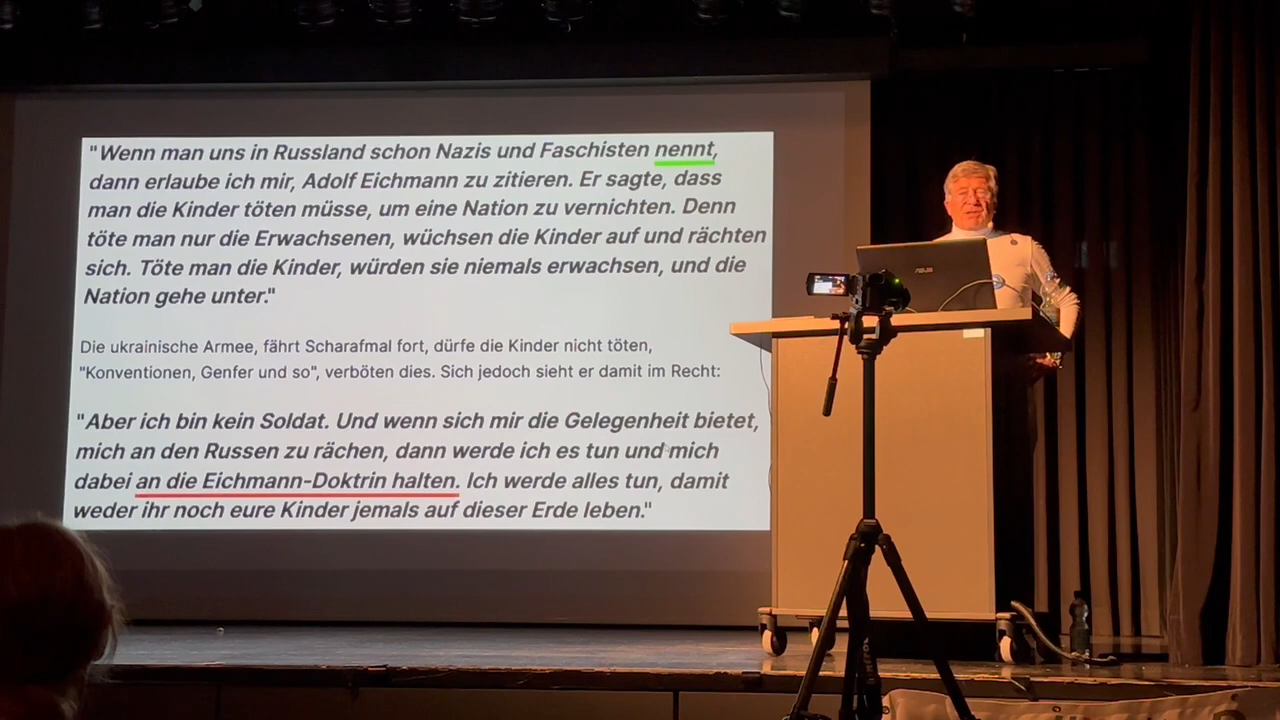 "Wenn man uns in Russland schon Nazis und Faschisten nennt,
dann erlaube ich mir, Adolf Eichmann zu zitieren. Er sagte, dass
man die Kinder töten müsse, um eine Nation zu vernichten. Denn
töte man nur die Erwachsenen, wüchsen die Kinder auf und rächten
sich. Töte man die Kinder, würden sie niemals erwachsen, und die
Nation gehe unter."
Die ukrainische Armee, fährt Scharafmal fort, dürfe die Kinder nicht töten,
"Konventionen, Genfer und so", verböten dies. Sich jedoch sieht er damit im Recht:
"Aber ich bin kein Soldat. Und wenn sich mir die Gelegenheit bietet,
mich an den Russen zu rächen, dann werde ich es tun und mich
dabei an die Eichmann-Doktrin halten. Ich werde alles tun, damit
weder ihr noch eure Kinder jemals auf dieser Erde leben."
ASUS